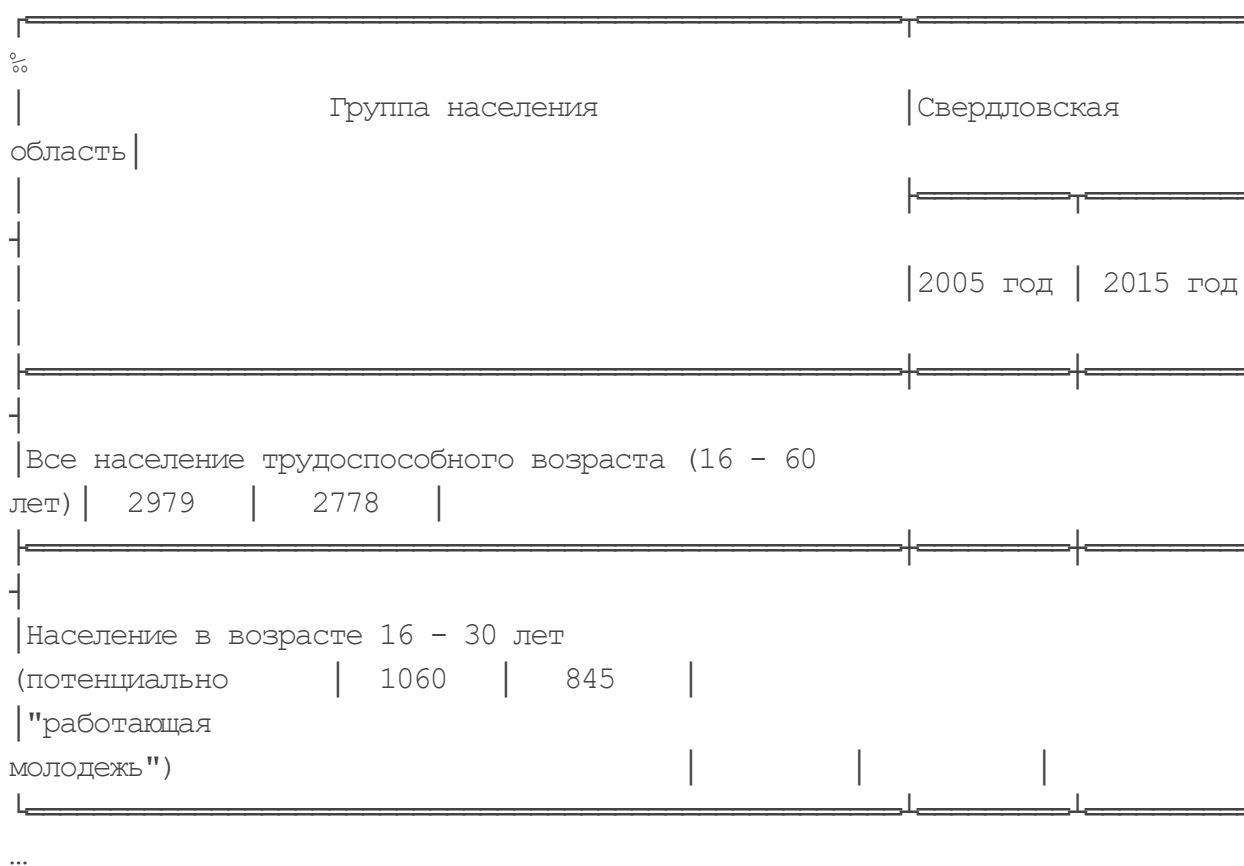 %
Группа населения │Свердловская
область│
│2005 год │ 2015 год
│Все население трудоспособного возраста (16 - 60
лет)│ 2979 │ 2778 │
│Население в возрасте 16 - 30 лет
(потенциально │ 1060 │ 845 │
│"работающая
молодежь") │ │ │
...